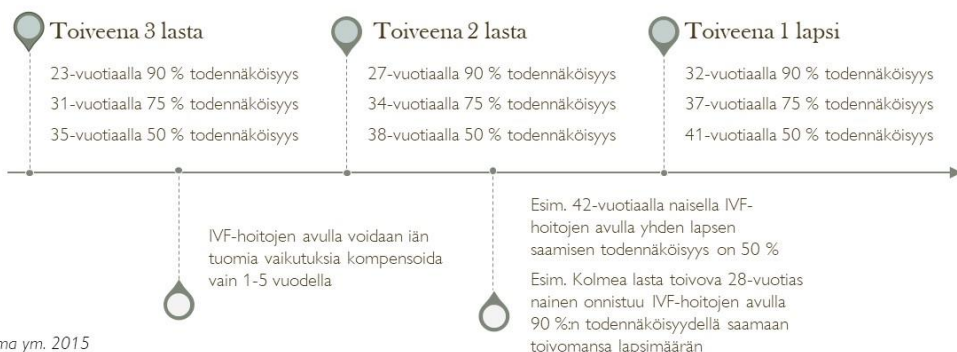 Toiveena 3 lasta
23-vuotiaalla 90 % todennäköisyys
31-vuotiaalla 75 % todennäköisyys
35-vuotiaalla 50 % todennäköisyys
Toiveena 2 lasta
27-vuotiaalla 90 % todennäköisyys
34-vuotiaalla 75 % todennäköisyys
38-vuotiaalla 50 % todennäköisyys
Toiveena 1 lapsi
32-vuotiaalla 90 % todennäköisyys
37-vuotiaalla 75 % todennäköisyys
41-vuotiaalla 50 % todennäköisyys
IVF-hoitojen avulla voidaan iän
tuomia vaikutuksia kompensoida
vain 1-5 vuodella
Esim. 42-vuotiaalla naisella IVF-
hoitojen avulla yhden lapsen
saamisen todennäköisyys on 50 %
Esim. Kolmea lasta toivova 28-vuotias
nainen onnistuu IVF-hoitojen avulla
90 %:n todennäköisyydellä saamaan
toivomansa lapsimäärän
ym. 2015